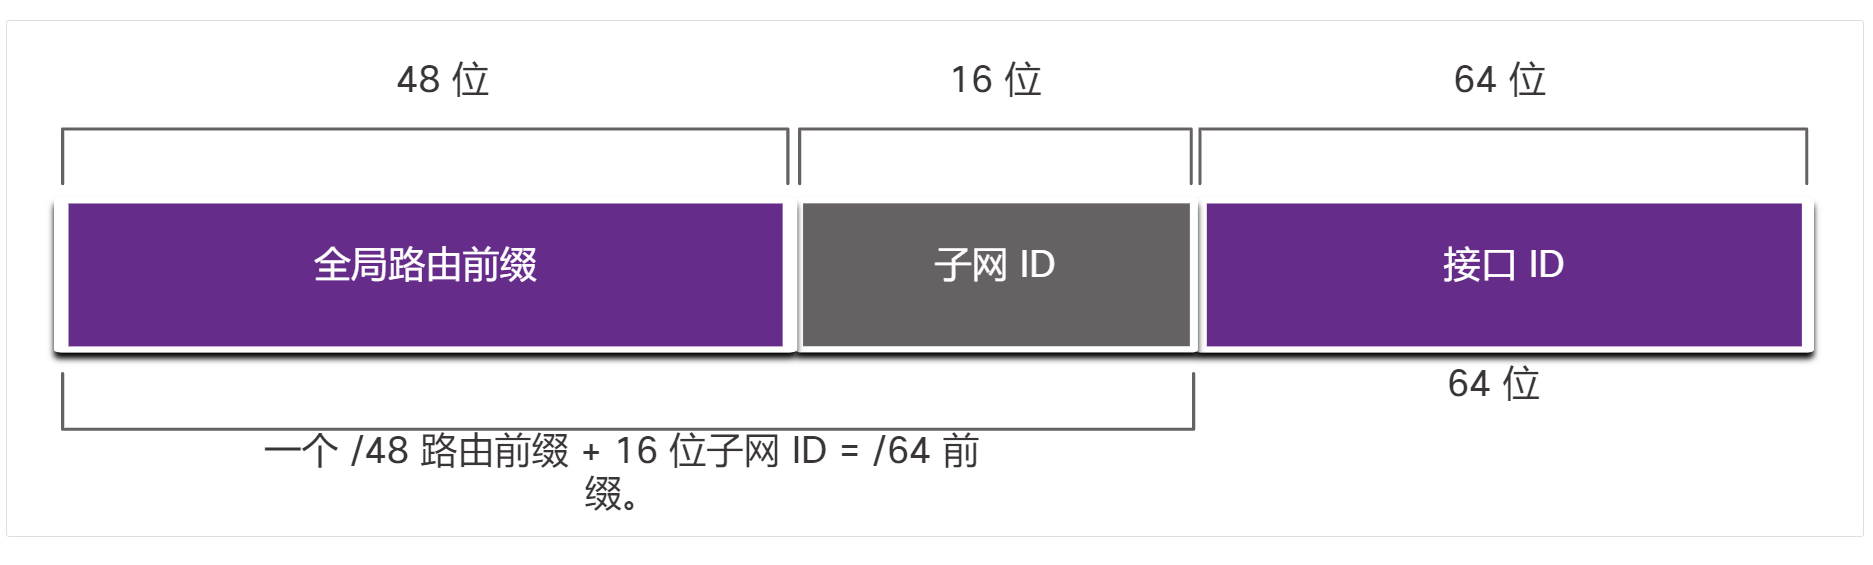 48 位
16 位
64 位
全局路由前缀
子网 ID
接口 ID
64 位
一个 /48 路由前缀 + 16 位子网 ID = /64 前
缀。